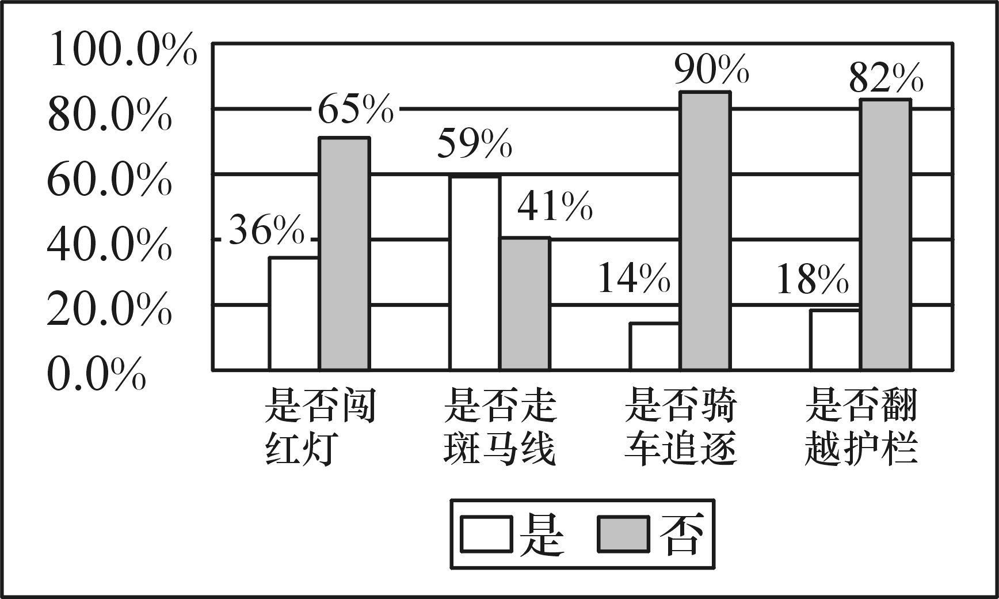 100.0%
80.0%
60.0%
40.0%
20.0%
0.0%
36%
65%
59%
41%
14%
90%
18%
82%
是否闯
红灯
是否走
斑马线
是否骑
车追逐
是否翻
越护栏
是 否